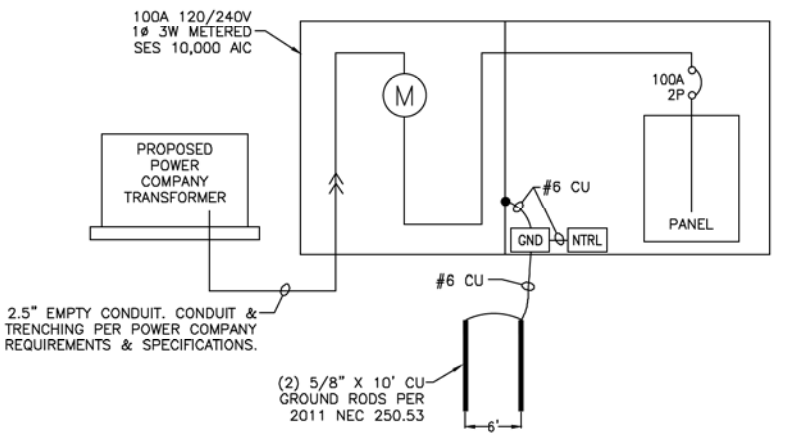 100A 120/240V
1ø 3W METERED
SES 10,000 AIC
M
100A
2P
PROPOSED
POWER
COMPANY
TRANSFORMER
#6 CU
PANEL
GND
NTRL
#6 CU
2.5" EMPTY CONDUIT. CONDUIT &
TRENCHING PER POWER COMPANY
REQUIREMENTS & SPECIFICATIONS.
(2) 5/8" X 10' CU
GROUND RODS PER
2011 NEC 250.53
6'